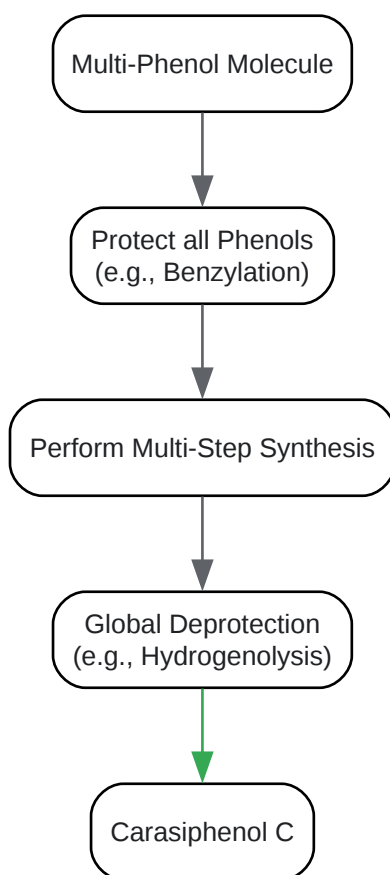 Multi-Phenol Molecule
Protect all Phenols
(e.g., Benzylation)
Perform Multi-Step Synthesis
Global Deprotection
(e.g., Hydrogenolysis)
Carasiphenol C